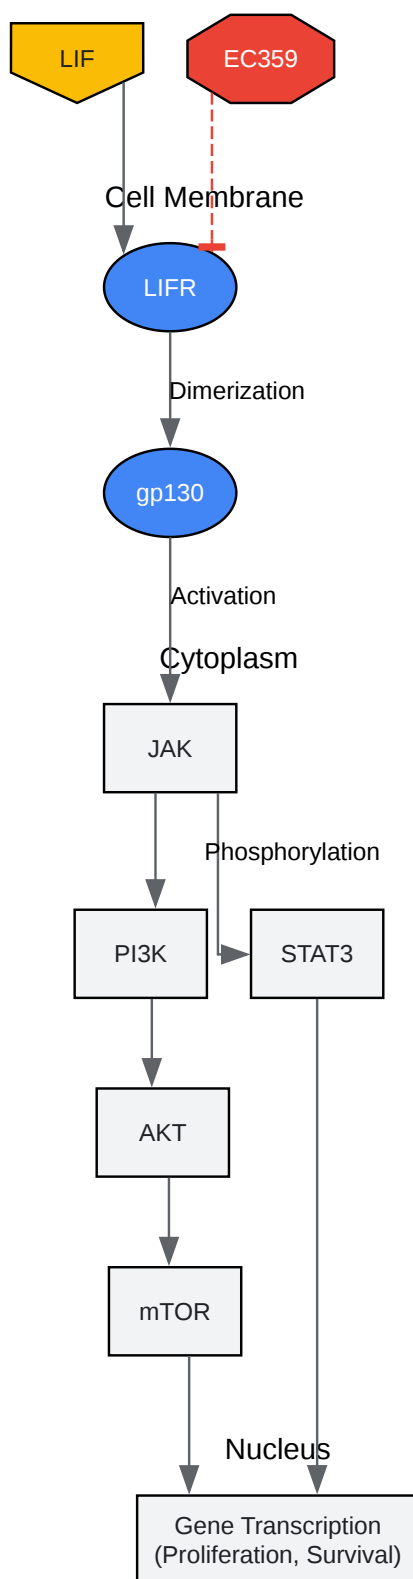 LIF
EC359
Cell Membrane
LIFR
Dimerization
gp130
Activation
Cytoplasm
JAK
Phosphorylation
PI3K
STAT3
AKT
mTOR
Nucleus
Gene Transcription
(Proliferation, Survival)